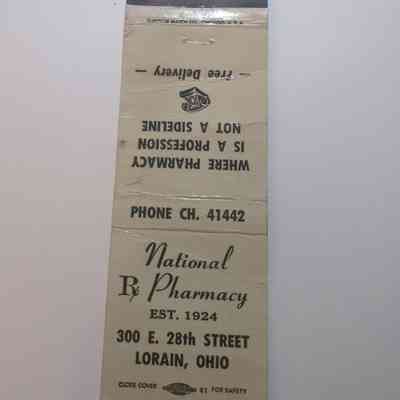 — Free Delivery —
WHERE PHARMACY
IS A PROFESSION
NOT A SIDELINE
PHONE CH. 41442
National
Rx Pharmacy
EST. 1924
300 E. 28th STREET
LORAIN, OHIO
CLOSE COVER
FOR SAFETY